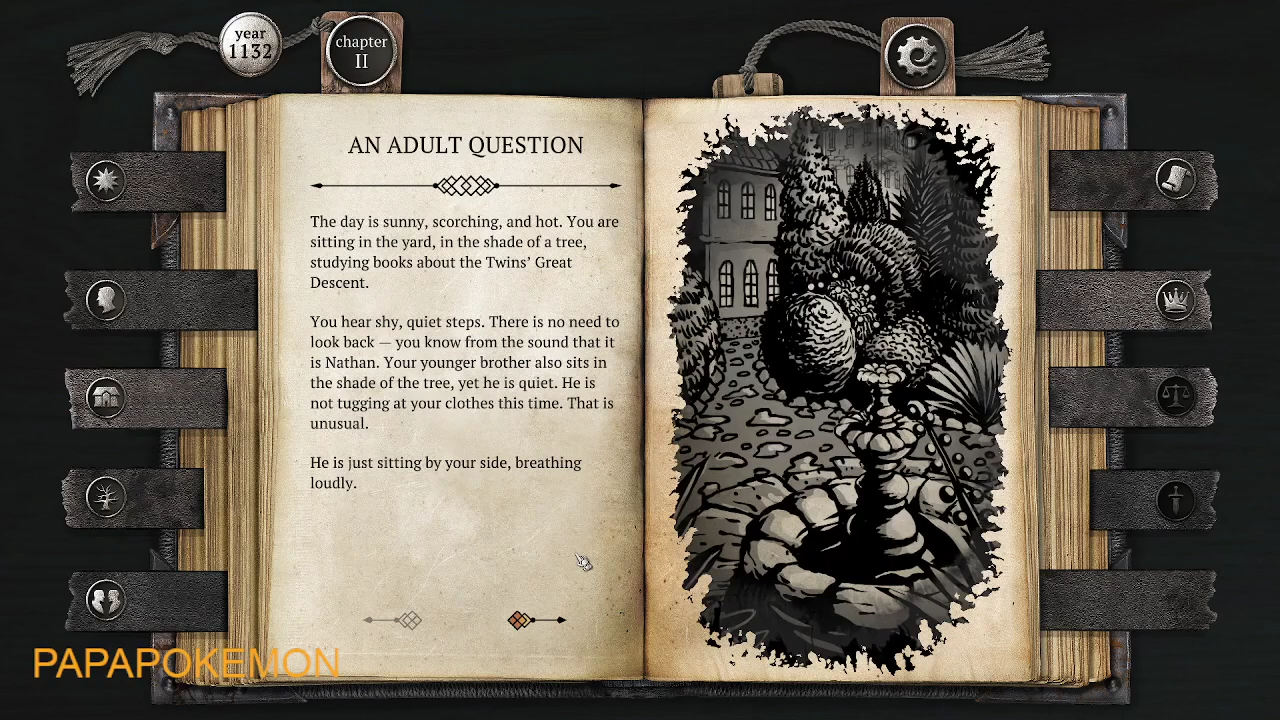 year
1132
chapter
II
AN ADULT QUESTION
The day is sunny, scorching, and hot. You are
sitting in the yard, in the shade of a tree,
studying books about the Twins’ Great
Descent.
You hear shy, quiet steps. There is no need to
look back — you know from the sound that it
is Nathan. Your younger brother also sits in
the shade of the tree, yet he is quiet. He is
not tugging at your clothes this time. That is
unusual.
He is just sitting by your side, breathing
loudly.
PAPAPOKEMON